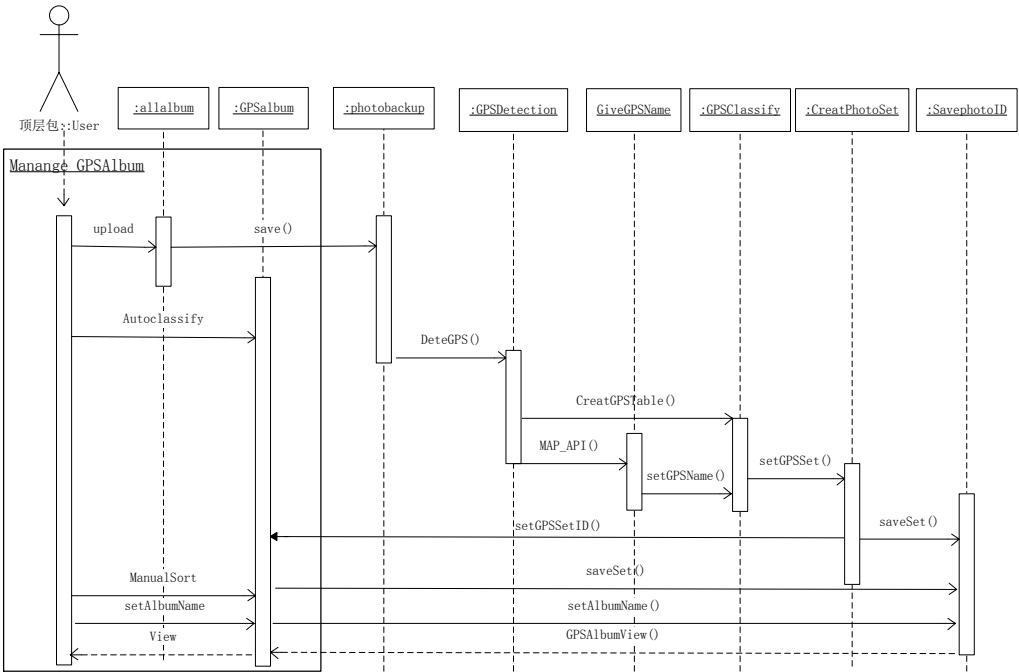 :allalbum
:GPSalbum
:photobackup
:GPSDetection
GiveGPSName
:GPSClassify
:CreatPhotoSet
:SavephotoID
顶层包::User
Manange GPSAlbum
upload
save()
Autoclassify
DeteGPS()
CreatGPSTable()
MAP_API()
setGPSSet()
setGPSName()
setGPSSetID()
saveSet()
ManualSort
saveSet()
setAlbumName
setAlbumName()
View
GPSAlbumView()